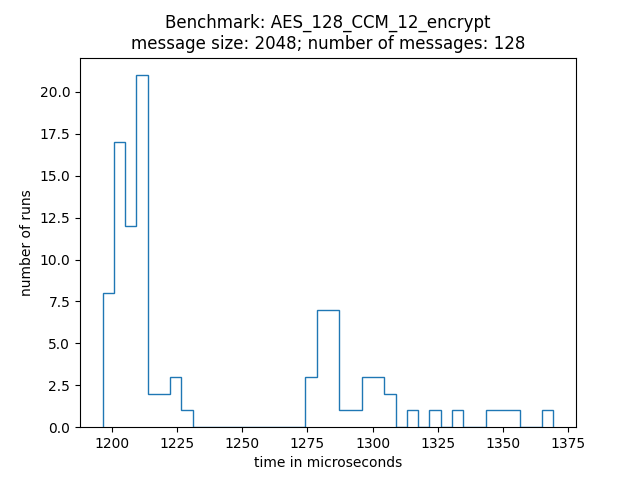 Benchmark: AES_128_CCM_12_encrypt
message size: 2048; number of messages: 128
20.0
17.5
15.0
12.5
10.0
7.5
5.0
2.5
0.0
number of runs
1200 1225 1250 1275 1300 1325 1350 1375
time in microseconds